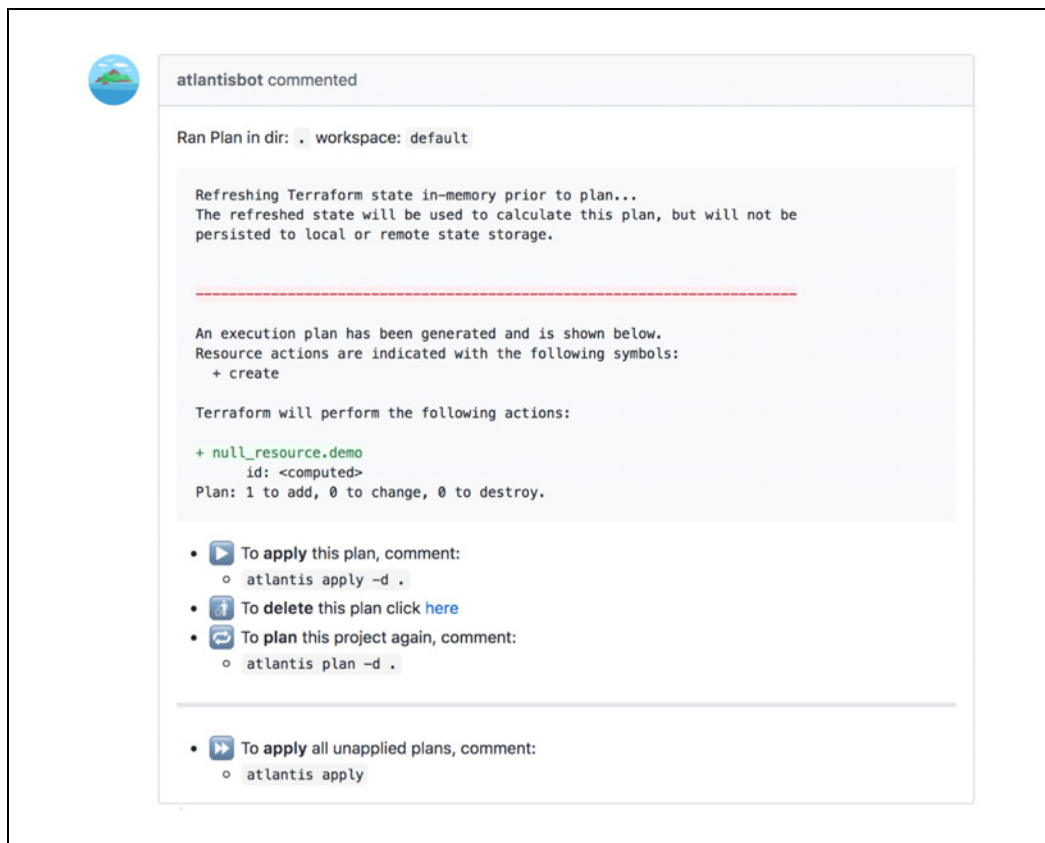 atlantisbot commented
Ran Plan in dir: . workspace: default
Refreshing Terraform state in-memory prior to plan...
The refreshed state will be used to calculate this plan, but will not be
persisted to local or remote state storage.
------------------------------------------------------------------------
An execution plan has been generated and is shown below.
Resource actions are indicated with the following symbols:
+ create
Terraform will perform the following actions:
+ null_resource.demo
id: <computed>
Plan: 1 to add, 0 to change, 0 to destroy.
To apply this plan, comment:
atlantis apply -d .
To delete this plan click here
To plan this project again, comment:
atlantis plan -d .
To apply all unapplied plans, comment:
atlantis apply